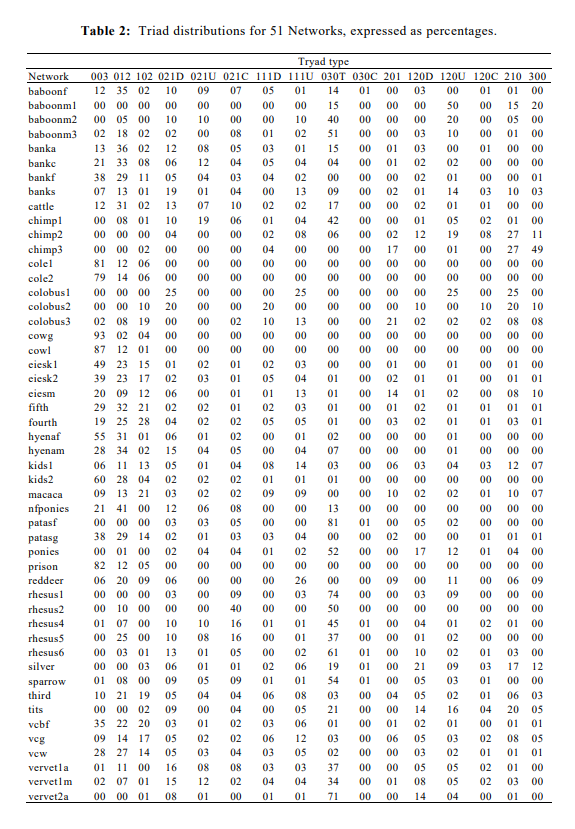 Table 2: Triad distributions for 51 Networks, expressed as percentages.
Tryad type
Network 003 012 102 021D 021U 021C 111D 111U 030T 030C 201 120D 120U 120C 210 300
baboonf 12 35 02 10 09 07 05 01 14 01 00 03 00 01 01 00
baboonm1 00 00 00 00 00 00 00 00 15 00 00 00 50 00 15 20
baboonm2 00 05 00 10 10 00 00 10 40 00 00 00 20 00 05 00
baboonm3 02 18 02 02 00 08 01 02 51 00 00 03 10 00 01 00
banka 13 36 02 12 08 05 03 01 15 00 01 03 00 01 00 00
bankc 21 33 08 06 12 04 05 04 04 00 01 02 02 00 00 00
bankf 38 29 11 05 04 03 04 02 00 00 00 02 01 00 00 01
banks 07 13 01 19 01 04 00 13 09 00 02 01 14 03 10 03
cattle 12 31 02 13 07 10 02 02 17 00 00 02 01 01 00 00
chimp1 00 08 01 10 19 06 01 04 42 00 00 01 05 02 01 00
chimp2 00 00 00 04 00 00 02 08 06 00 02 12 19 08 27 11
chimp3 00 00 02 00 00 00 04 00 00 00 17 00 01 00 27 49
cole1 81 12 06 00 00 00 00 00 00 00 00 00 00 00 00 00
cole2 79 14 06 00 00 00 00 00 00 00 00 00 00 00 00 00
colobus1 00 00 00 25 00 00 00 25 00 00 00 00 25 00 25 00
colobus2 00 00 10 20 00 00 20 00 00 00 00 10 00 10 20 10
colobus3 02 08 19 00 00 02 10 13 00 00 21 02 02 02 08 08
cowg 93 02 04 00 00 00 00 00 00 00 00 00 00 00 00 00
cowl 87 12 01 00 00 00 00 00 00 00 00 00 00 00 00 00
eiesk1 49 23 15 01 02 01 02 03 00 00 01 01 01 00 01 00
eiesk2 39 23 17 02 03 01 05 04 01 00 02 01 01 00 01 01
eiesm 20 09 12 06 00 01 01 13 01 00 14 01 02 00 08 10
fifth 29 32 21 02 02 01 02 03 01 00 01 02 01 01 01 01
fourth 19 25 28 04 02 02 05 05 01 00 03 02 01 01 03 01
hyenaf 55 31 01 06 01 02 00 01 02 00 00 00 01 00 00 00
hyenam 28 34 02 15 04 05 00 04 07 00 00 00 01 00 00 00
kids1 06 11 13 05 01 04 08 14 03 00 06 03 04 03 12 07
kids2 60 28 04 02 02 02 01 01 01 00 00 00 00 00 00 00
macaca 09 13 21 03 02 02 09 09 00 00 10 02 02 01 10 07
nfponies 21 41 00 12 06 08 00 00 13 00 00 00 00 00 00 00
patasf 00 00 00 03 03 05 00 00 81 01 00 05 02 00 00 00
patasg 38 29 14 02 01 03 03 04 00 00 02 00 00 01 01 01
ponies 00 01 00 02 04 04 01 02 52 00 00 17 12 01 04 00
prison 82 12 05 00 00 00 00 00 00 00 00 00 00 00 00 00
reddeer 06 20 09 06 00 00 00 26 00 00 09 00 11 00 06 09
rhesus1 00 00 00 03 00 09 00 03 74 00 00 03 09 00 00 00
rhesus2 00 10 00 00 00 40 00 00 50 00 00 00 00 00 00 00
rhesus4 01 07 00 10 10 16 01 01 45 01 00 04 01 02 01 00
rhesus5 00 25 00 10 08 16 00 01 37 00 00 01 02 00 00 00
rhesus6 00 03 01 13 01 05 00 02 61 01 00 10 02 01 03 00
silver 00 00 03 06 01 01 02 06 19 01 00 21 09 03 17 12
sparrow 01 08 00 09 05 09 01 01 54 01 00 05 03 01 00 00
third 10 21 19 05 04 04 06 08 03 00 04 05 02 01 06 03
tits 00 00 02 09 00 04 00 05 21 00 00 14 16 04 20 05
vcbf 35 22 20 03 01 02 03 06 01 00 01 02 01 00 01 01
vcg 09 14 17 05 02 02 06 12 03 00 06 05 03 02 08 05
vcw 28 27 14 05 03 04 03 05 02 00 00 03 02 01 01 01
vervet1a 01 11 00 16 08 08 03 03 37 00 00 05 05 02 01 00
vervet1m 02 07 01 15 12 02 04 04 34 00 01 08 05 02 03 00
vervet2a 00 00 01 08 01 00 01 01 71 00 00 14 04 00 01 00